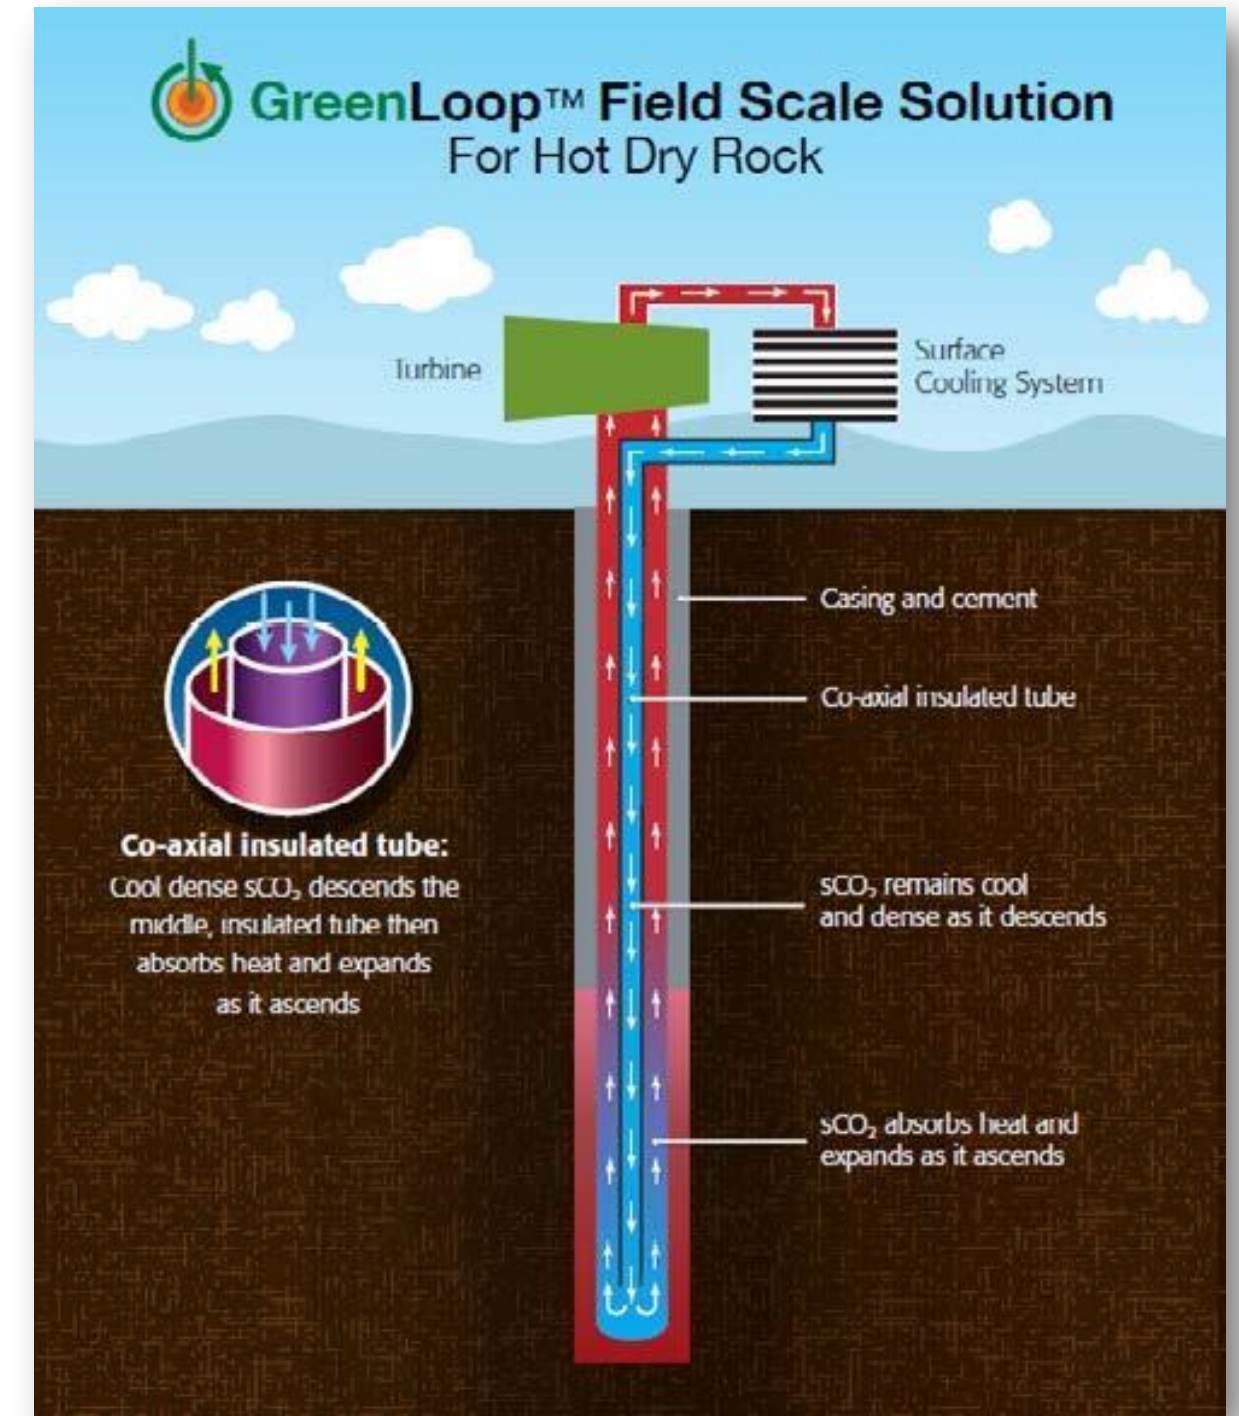 GreenLoop™ Field Scale Solution
For Hot Dry Rock
Turbine
Surface
Cooling System
Casing and cement
Co-axial insulated tube
Co-axial insulated tube:
Cool dense sCO₂ descends the
middle, insulated tube then
absorbs heat and expands
as it ascends
sCO₂ remains cool
and dense as it descends
sCO₂ absorbs heat and
expands as it ascends